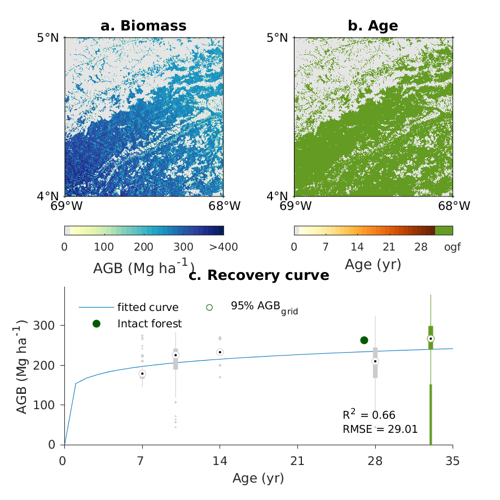 a. Biomass
b. Age
5°N
4°N
69°W
68°W
5°N
4°N
69°W
68°W
0 100 200 300 >400
AGB (Mg ha⁻¹)
0 7 14 21 28 ogf
Age (yr)
c. Recovery curve
fitted curve
95% AGB_grid
Intact forest
AGB (Mg ha⁻¹)
300
200
100
0
R² = 0.66
RMSE = 29.01
0 7 14 21 28 35
Age (yr)